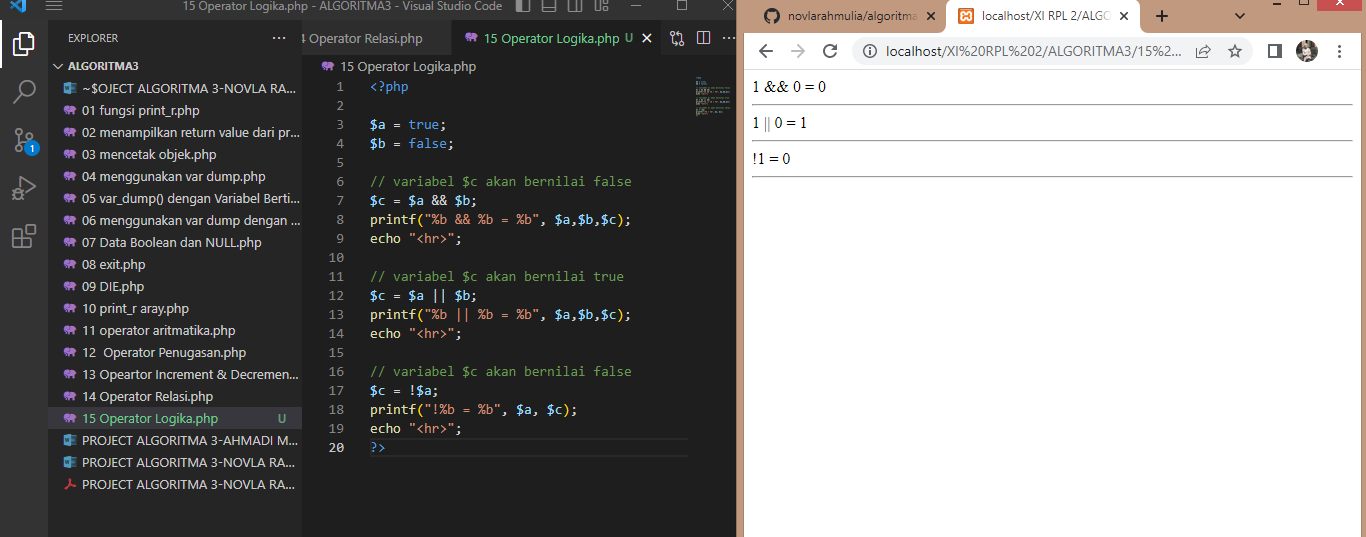 15 Operator Logika.php - ALGORITMA3 - Visual Studio Code
EXPLORER
ALGORITMA3
~$OJECT ALGORITMA 3-NOVLA RA...
01 fungsi print_r.php
02 menampilkan return value dari pr...
03 mencetak objek.php
04 menggunakan var dump.php
05 var_dump() dengan Variabel Berti...
06 menggunakan var dump dengan ...
07 Data Boolean dan NULL.php
08 exit.php
09 DIE.php
10 print_r aray.php
11 operator aritmatika.php
12  Operator Penugasan.php
13 Opeartor Increment & Decremen...
14 Operator Relasi.php
15 Operator Logika.php U
PROJECT ALGORITMA 3-AHMADI M...
PROJECT ALGORITMA 3-NOVLA RA...
PROJECT ALGORITMA 3-NOVLA RA...
1
4 Operator Relasi.php
15 Operator Logika.php U
15 Operator Logika.php
1 <?php
2
3 $a = true;
4 $b = false;
5
6 // variabel $c akan bernilai false
7 $c = $a && $b;
8 printf("%b && %b = %b", $a,$b,$c);
9 echo "<hr>";
10
11 // variabel $c akan bernilai true
12 $c = $a || $b;
13 printf("%b || %b = %b", $a,$b,$c);
14 echo "<hr>";
15
16 // variabel $c akan bernilai false
17 $c = !$a;
18 printf("!%b = %b", $a, $c);
19 echo "<hr>";
20 ?>
novlarahmulia/algoritma
localhost/XI RPL 2/ALGO
localhost/XI%20RPL%202/ALGORITMA3/15%2...
1 && 0 = 0
1 || 0 = 1
!1 = 0